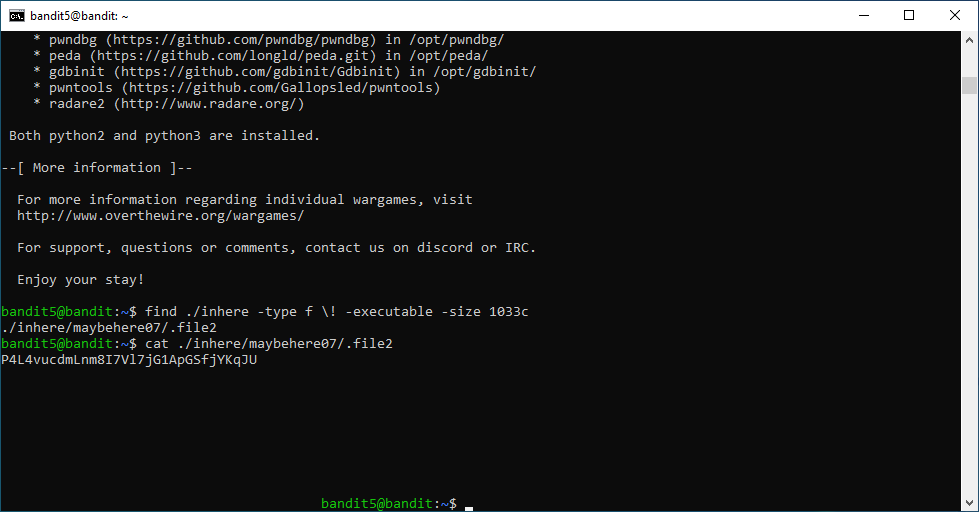 bandit5@bandit: ~
* pwndbg (https://github.com/pwndbg/pwndbg) in /opt/pwndbg/
* peda (https://github.com/longld/peda.git) in /opt/peda/
* gdbinit (https://github.com/gdbinit/Gdbinit) in /opt/gdbinit/
* pwntools (https://github.com/Gallopsled/pwntools)
* radare2 (http://www.radare.org/)
Both python2 and python3 are installed.
--[ More information ]--
For more information regarding individual wargames, visit
http://www.overthewire.org/wargames/
For support, questions or comments, contact us on discord or IRC.
Enjoy your stay!
bandit5@bandit:~$ find ./inhere -type f \! -executable -size 1033c
./inhere/maybehere07/.file2
bandit5@bandit:~$ cat ./inhere/maybehere07/.file2
P4L4vucdmLnm8I7Vl7jG1ApGSfjYKqJU
bandit5@bandit:~$